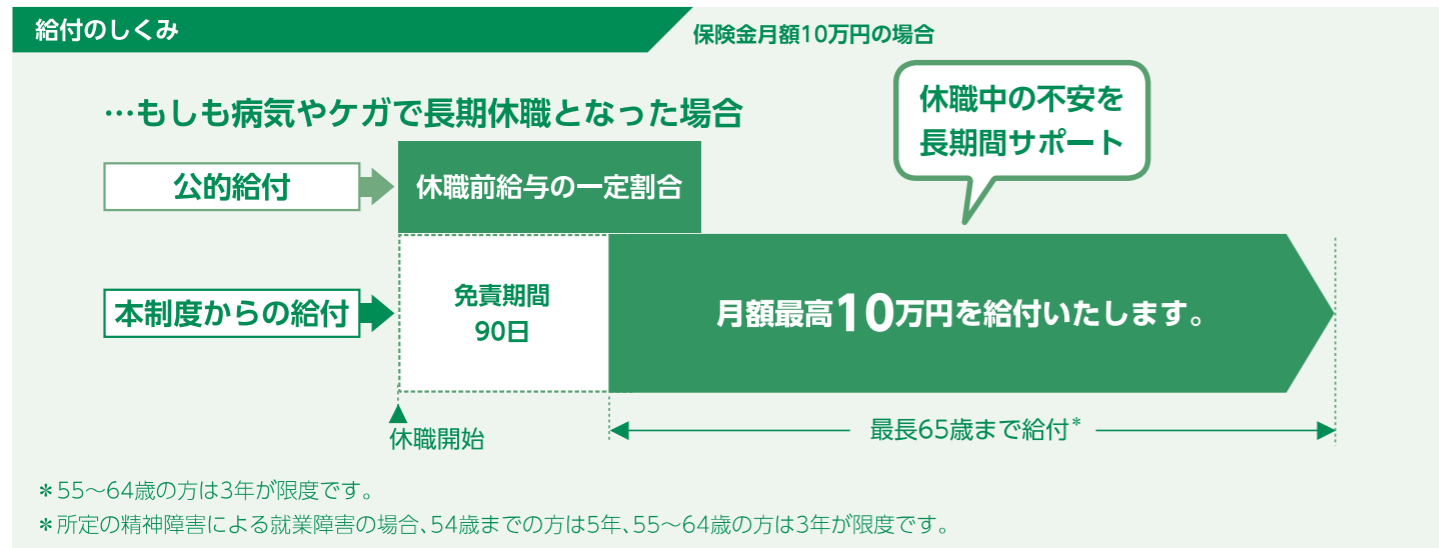 給付のしくみ
保険金月額10万円の場合
…もしも病気やケガで長期休職となった場合
休職中の不安を
長期間サポート
公的給付
休職前給与の一定割合
本制度からの給付
免責期間
90日
月額最高10万円を給付いたします。
休職開始
最長65歳まで給付*
*55〜64歳の方は3年が限度です。
*所定の精神障害による就業障害の場合、54歳までの方は5年、55〜64歳の方は3年が限度です。